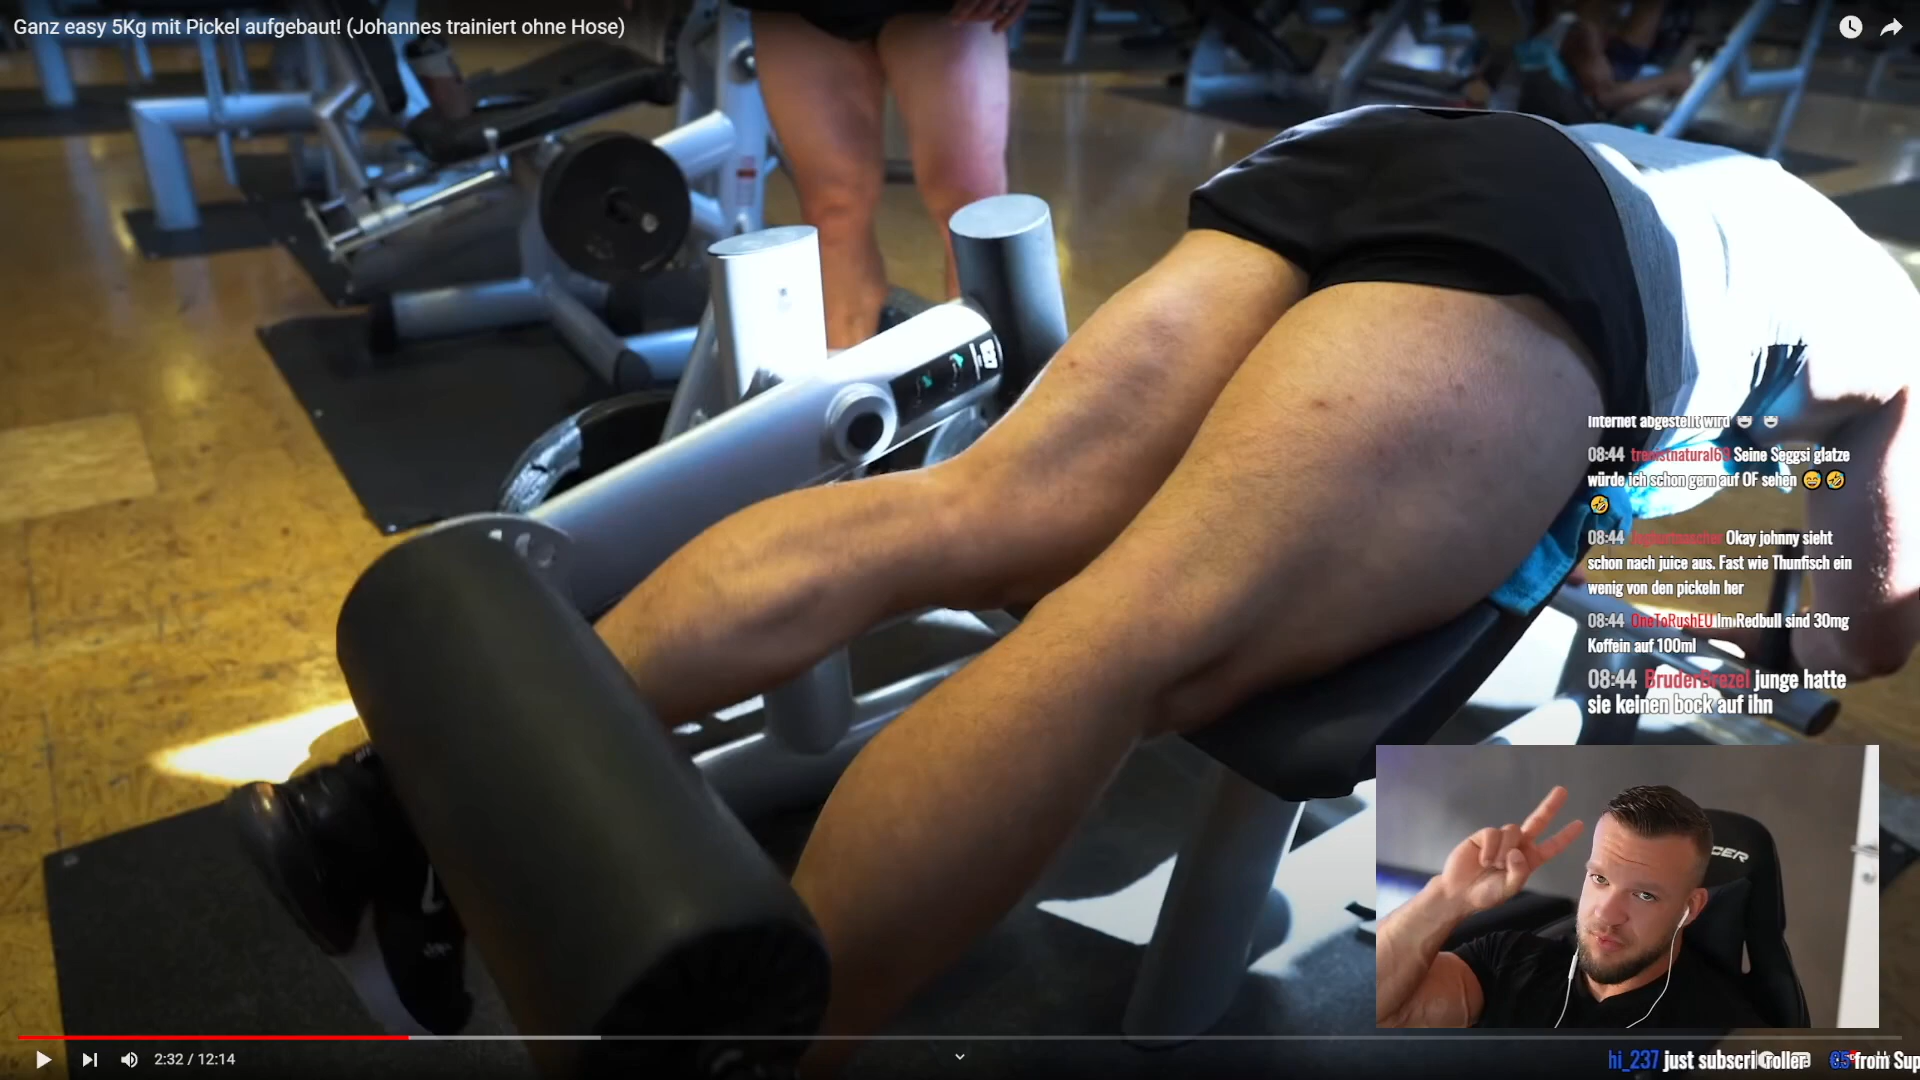 Ganz easy 5Kg mit Pickel aufgebaut! (Johannes trainiert ohne Hose)
Internet abgestellt wird
08:44 Seine Seggsi glatze
würde ich schon gern auf OF sehen 😅🤣
🤣
08:44 Okay johnny sieht
schon nach juice aus. Fast wie Thunfisch ein
wenig von den pickeln her
08:44 OneToRushEU Im Redbull sind 30mg
Koffein auf 100ml
08:44 BruderBrezel junge hatte
sie keinen bock auf ihn
CER
2:32 / 12:14
hi_237 just subscri from Sup